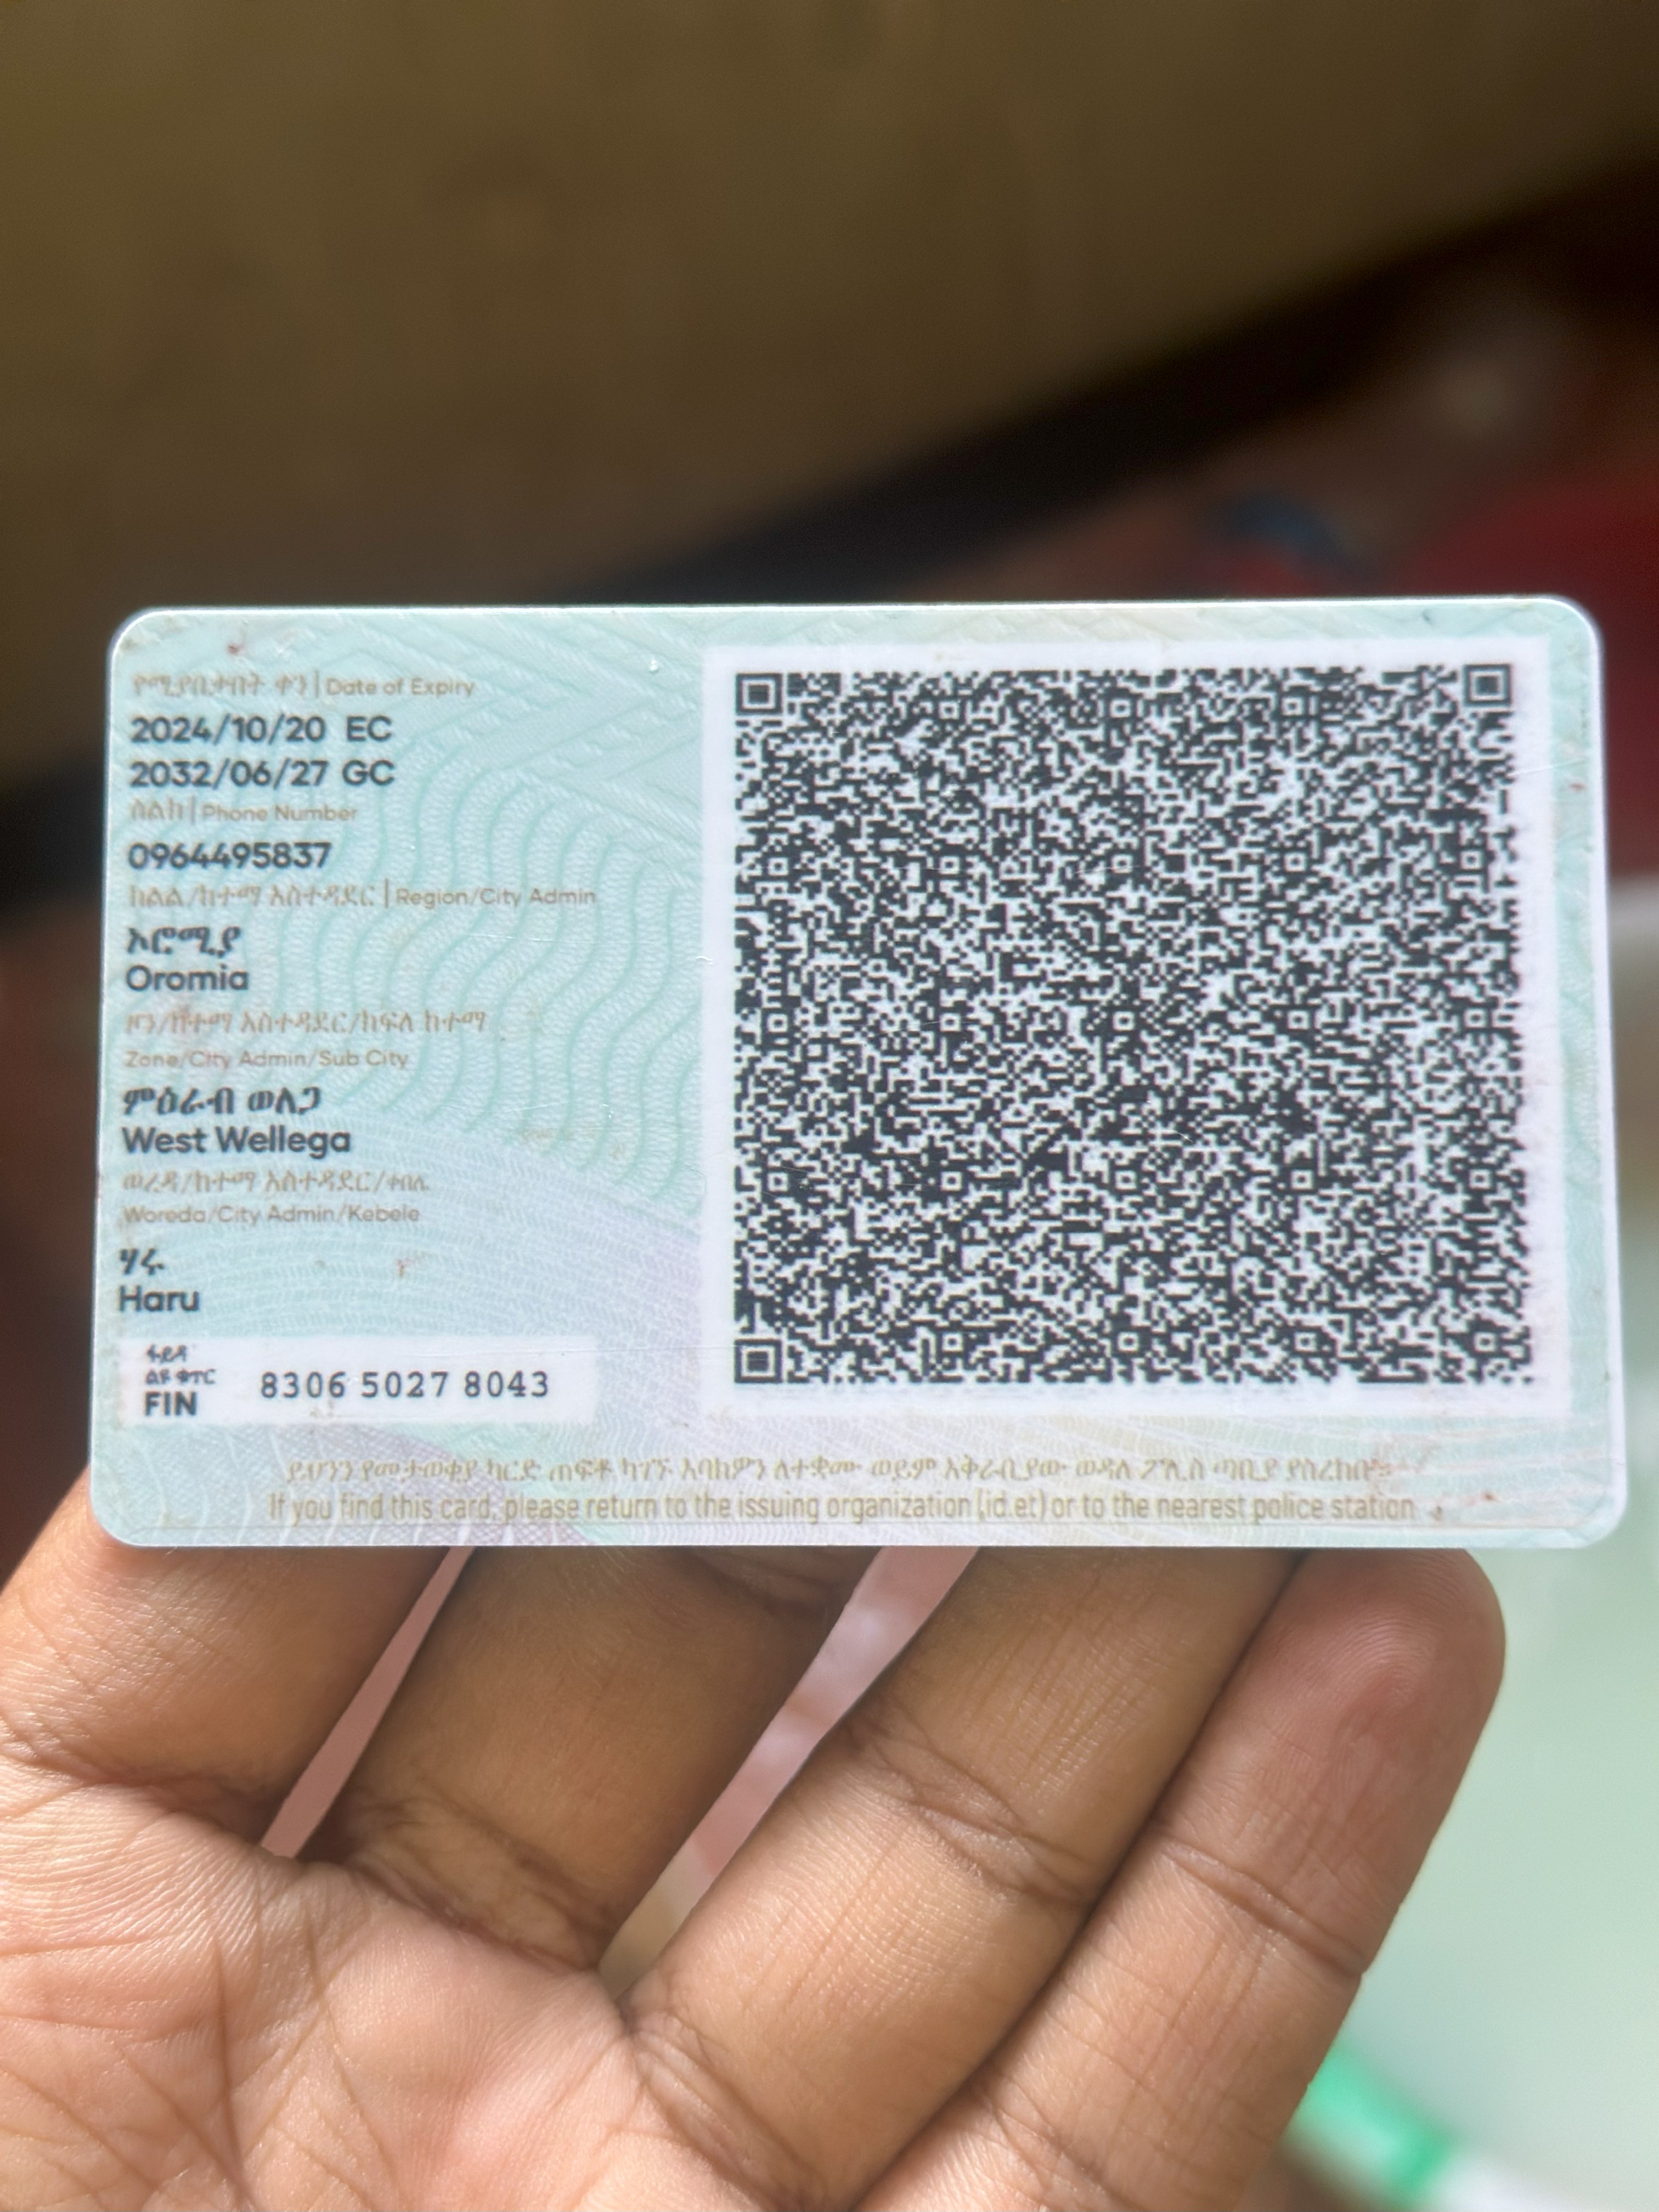 የሚያበቃበት ቀን | Date of Expiry
2024/10/20 EC
2032/06/27 GC
ስልክ | Phone Number
0964495837
ክልል/ከተማ አስተዳደር | Region/City Admin
ኦሮሚያ
Oromia
ዞን/ከተማ አስተዳደር/ክፍለ ከተማ
Zone/City Admin/Sub City
ምዕራብ ወለጋ
West Wellega
ወረዳ/ከተማ አስተዳደር/ቀበሌ
Woreda/City Admin/Kebele
ሃሩ
Haru
ፋይዳ
ልዩ ቁጥር
FIN
8306 5027 8043
ይህንን የመታወቂያ ካርድ ጠፍቶ ካገኙ እባክዎን ለተቋሙ ወይም አቅራቢያው ወዳለ ፖሊስ ጣቢያ ያስረክቡ
If you find this card, please return to the issuing organization (id.et) or to the nearest police station